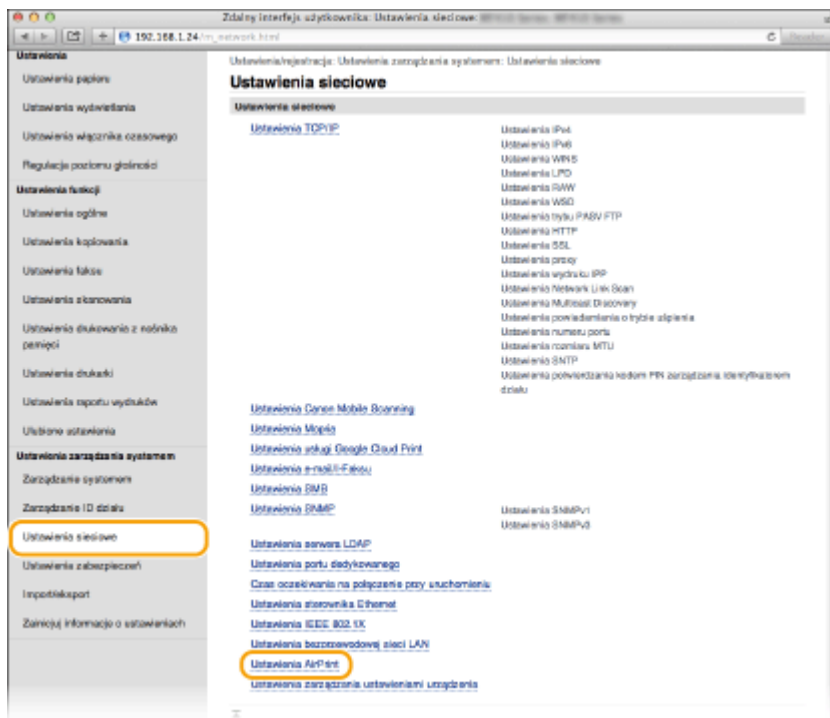 Zdalny interfejs użytkownika: Ustawienia sieciowe:
192.168.1.24/m_network.html
Reader
Ustawienia
Ustawienia papieru
Ustawienia wyświetlania
Ustawienia włącznika czasowego
Regulacja poziomu głośności
Ustawienia funkcji
Ustawienia ogólne
Ustawienia kopiowania
Ustawienia faksu
Ustawienia skanowania
Ustawienia drukowania z nośnika
pamięci
Ustawienia drukarki
Ustawienia raportu wydruków
Ulubione ustawienia
Ustawienia zarządzania systemem
Zarządzanie systemem
Zarządzanie ID działu
Ustawienia sieciowe
Ustawienia zabezpieczeń
Import/eksport
Zainicjuj informacje o ustawieniach
Ustawienia/rejestracja: Ustawienia zarządzania systemem: Ustawienia sieciowe
Ustawienia sieciowe
Ustawienia sieciowe
Ustawienia TCP/IP
Ustawienia IPv4
Ustawienia IPv6
Ustawienia WINS
Ustawienia LPD
Ustawienia RAW
Ustawienia WSD
Ustawienia trybu PASV FTP
Ustawienia HTTP
Ustawienia SSL
Ustawienia proxy
Ustawienia wydruku IPP
Ustawienia Network Link Scan
Ustawienia Multicast Discovery
Ustawienia powiadamiania o trybie uśpienia
Ustawienia numeru portu
Ustawienia rozmiaru MTU
Ustawienia SNTP
Ustawienia potwierdzania kodem PIN zarządzania identyfikatorem
działu
Ustawienia Canon Mobile Scanning
Ustawienia Mopria
Ustawienia usługi Google Cloud Print
Ustawienia e-mail/I-Faksu
Ustawienia SMB
Ustawienia SNMP
Ustawienia SNMPv1
Ustawienia SNMPv3
Ustawienia serwera LDAP
Ustawienia portu dedykowanego
Czas oczekiwania na połączenie przy uruchomieniu
Ustawienia sterownika Ethernet
Ustawienia IEEE 802.1X
Ustawienia bezprzewodowej sieci LAN
Ustawienia AirPrint
Ustawienia zarządzania ustawieniami urządzenia